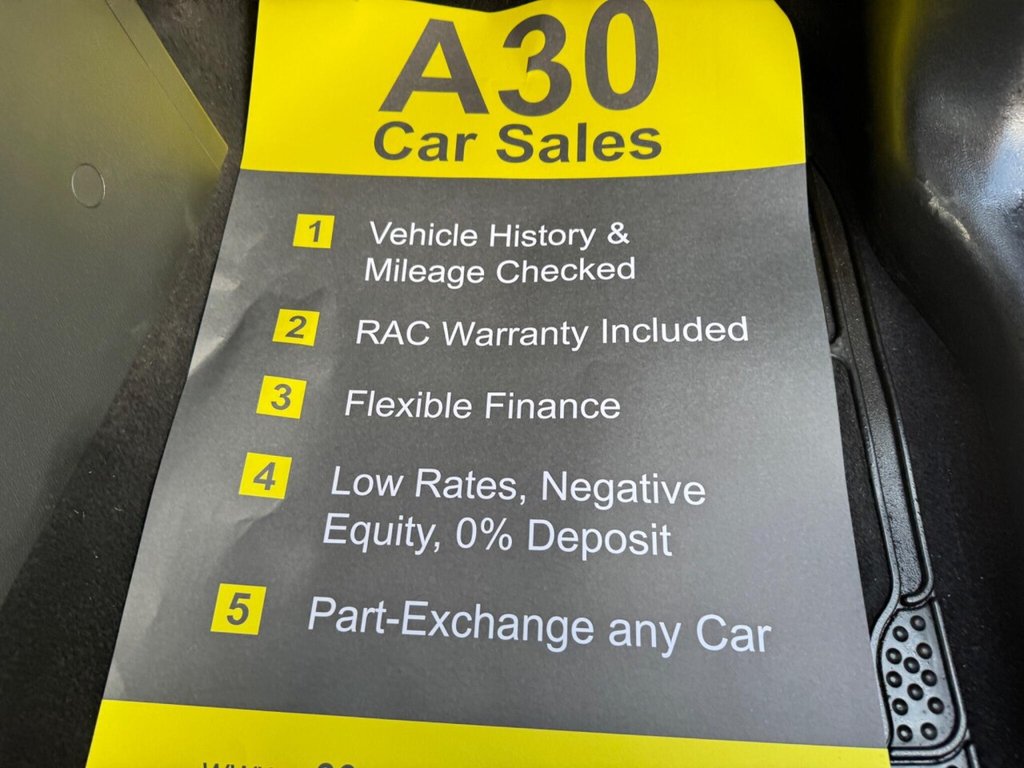 A30
Car Sales
1 Vehicle History &
Mileage Checked
2 RAC Warranty Included
3 Flexible Finance
4 Low Rates, Negative
Equity, 0% Deposit
5 Part-Exchange any Car